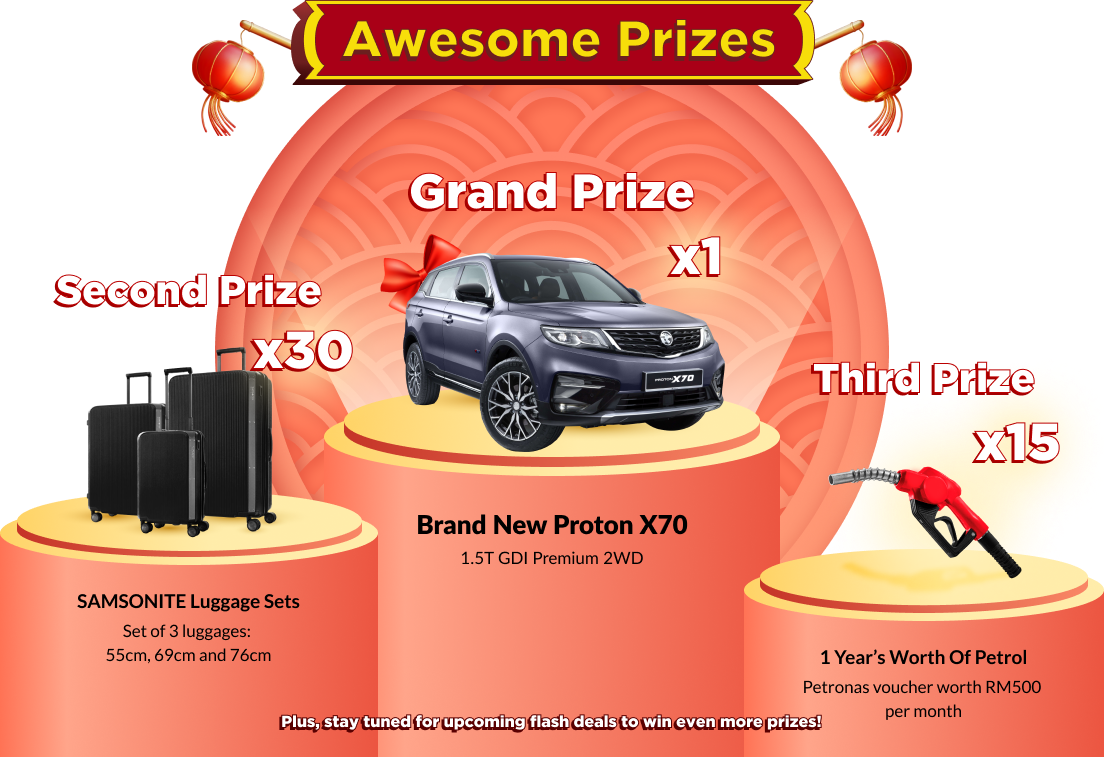 Awesome Prizes
Grand Prize
x1
PROTON X70
Second Prize
x30
Third Prize
x15
Brand New Proton X70
1.5T GDI Premium 2WD
SAMSONITE Luggage Sets
Set of 3 luggages:
55cm, 69cm and 76cm
1 Year’s Worth Of Petrol
Petronas voucher worth RM500
per month
Plus, stay tuned for upcoming flash deals to win even more prizes!